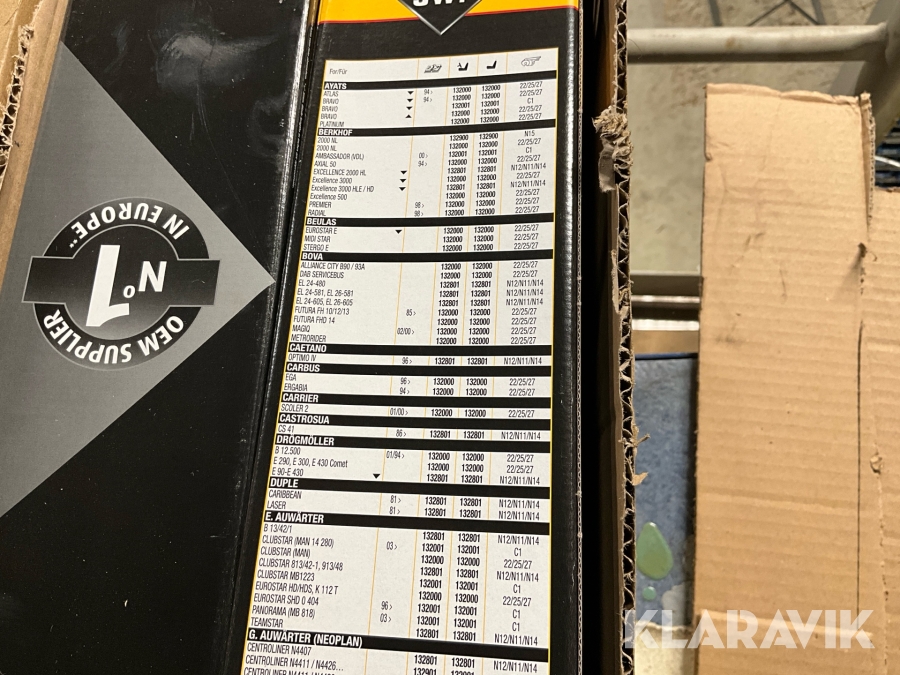 SWF
For/Für
AYATS
ATLAS 94> 132000 132000 22/25/27
BRAVO 94> 132000 132000 22/25/27
BRAVO 132001 132001 C1
BRAVO 132000 132000 22/25/27
PLATINUM 132000 132000 22/25/27
BERKHOF
2000 NL 132900 132900 N15
2000 NL 132000 132000 22/25/27
AMBASSADOR (VDL) 00> 132001 132001 C1
AXIAL 50 94> 132000 132000 22/25/27
EXCELLENCE 2000 HL 132801 132801 N12/N11/N14
Excellence 3000 132000 132000 22/25/27
Excellence 3000 HLE / HD 132801 132801 N12/N11/N14
Excellence 500 132000 132000 22/25/27
PREMIER 98> 132000 132000 22/25/27
RADIAL 98> 132000 132000 22/25/27
BEULAS
EUROSTAR E 132000 132000 22/25/27
MIDI STAR 132000 132000 22/25/27
STERGO E 132000 132000 22/25/27
BOVA
ALLIANCE CITY B90 / 93A 132000 132000 22/25/27
DAB SERVICEBUS 132000 132000 22/25/27
EL 24-480 132801 132801 N12/N11/N14
EL 24-581, EL 26-581 132801 132801 N12/N11/N14
EL 24-605, EL 26-605 132801 132801 N12/N11/N14
FUTURA FH 10/12/13 85> 132000 132000 22/25/27
FUTURA FHD 14 132000 132000 22/25/27
MAGIQ 02/00> 132000 132000 22/25/27
METRORIDER 132000 132000 22/25/27
CAETANO
OPTIMO IV 96> 132801 132801 N12/N11/N14
CARBUS
EGA 96> 132000 132000 22/25/27
ERGABIA 94> 132000 132000 22/25/27
CARRIER
SCOLER 2 01/00> 132000 132000 22/25/27
CASTROSUA
CS 41 86> 132801 132801 N12/N11/N14
DRÖGMÖLLER
B 12.500 01/94> 132000 132000 22/25/27
E 290, E 300, E 430 Comet 132000 132000 22/25/27
E 90-E 430 132801 132801 N12/N11/N14
DUPLE
CARIBBEAN 81> 132801 132801 N12/N11/N14
LASER 81> 132801 132801 N12/N11/N14
E. AUWÄRTER
B 13/42/1 132801 132801 N12/N11/N14
CLUBSTAR (MAN 14 280) 03> 132001 132001 C1
CLUBSTAR (MAN) 132000 132000 22/25/27
CLUBSTAR 813/42-1, 913/48 132801 132801 N12/N11/N14
CLUBSTAR MB1223 132001 132001 C1
EUROSTAR HD/HDS, K 112 T 132000 132000 22/25/27
EUROSTAR SHD 0 404 96> 132001 132001 C1
PANORAMA (MB 818) 03> 132001 132001 C1
TEAMSTAR 132801 132801 N12/N11/N14
G. AUWÄRTER (NEOPLAN)
CENTROLINER N4407 132801 132801 N12/N11/N14
CENTROLINER N4411 / N4426... 132901 132001
CENTROLINER
No 1
OEM SUPPLIER
IN EUROPE...
KLARAVIK